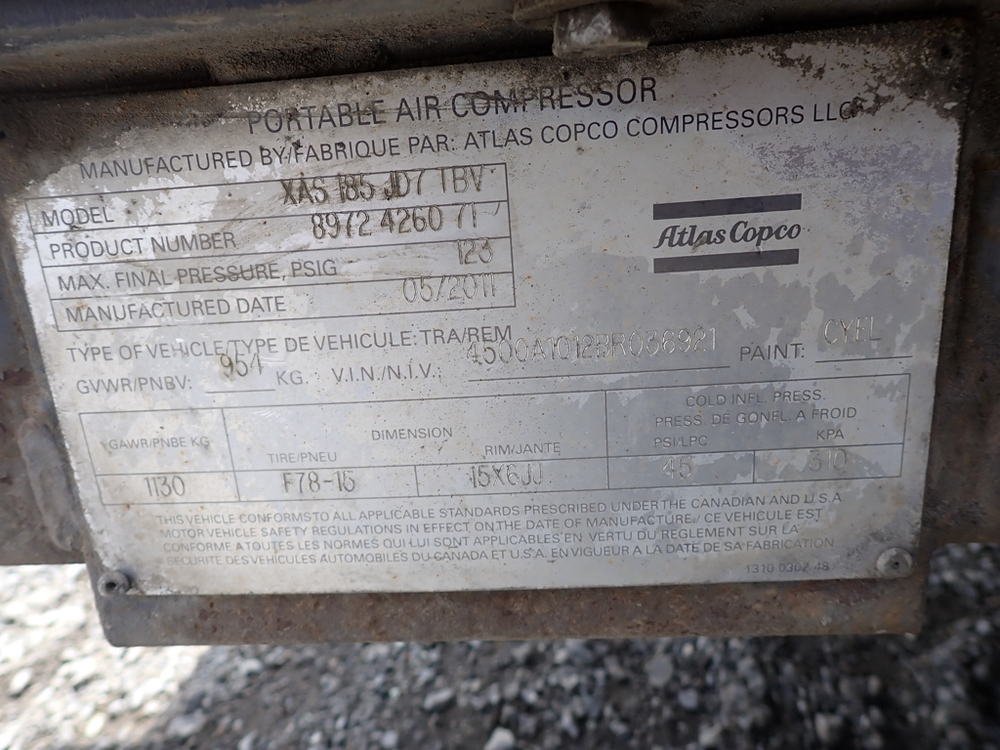 PORTABLE AIR COMPRESSOR
MANUFACTURED BY/FABRIQUE PAR: ATLAS COPCO COMPRESSORS LLC
MODEL XAS 185 JD7 TBV
PRODUCT NUMBER 8972 4260 71
MAX. FINAL PRESSURE, PSIG 123
MANUFACTURED DATE 05/2011
Atlas Copco
TYPE OF VEHICLE/TYPE DE VEHICULE: TRA/REM
GVWR/PNBV: 954 KG. V.I.N./N.I.V.: 4500A1012BR036921 PAINT: CYEL
COLD INFL. PRESS.
PRESS. DE GONFL. A FROID
GAWR/PNBE KG DIMENSION PSI/LPC KPA
TIRE/PNEU RIM/JANTE
1130 F78-15 15X6JJ 45 310
THIS VEHICLE CONFORMS TO ALL APPLICABLE STANDARDS PRESCRIBED UNDER THE CANADIAN AND U.S.A
MOTOR VEHICLE SAFETY REGULATIONS IN EFFECT ON THE DATE OF MANUFACTURE./ CE VEHICULE EST
CONFORME A TOUTES LES NORMES QUI LUI SONT APPLICABLES EN VERTU DU REGLEMENT SUR LA
SECURITE DES VEHICULES AUTOMOBILES DU CANADA ET U.S.A. EN VIGUEUR A LA DATE DE SA FABRICATION
1310 0302 48